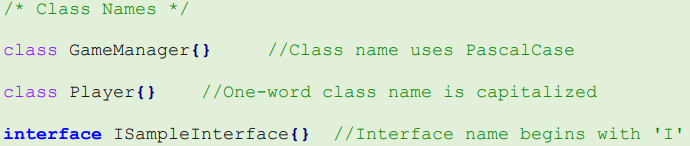 /* Class Names */
class GameManager{} //Class name uses PascalCase
class Player{} //One-word class name is capitalized
interface ISampleInterface{} //Interface name begins with 'I'